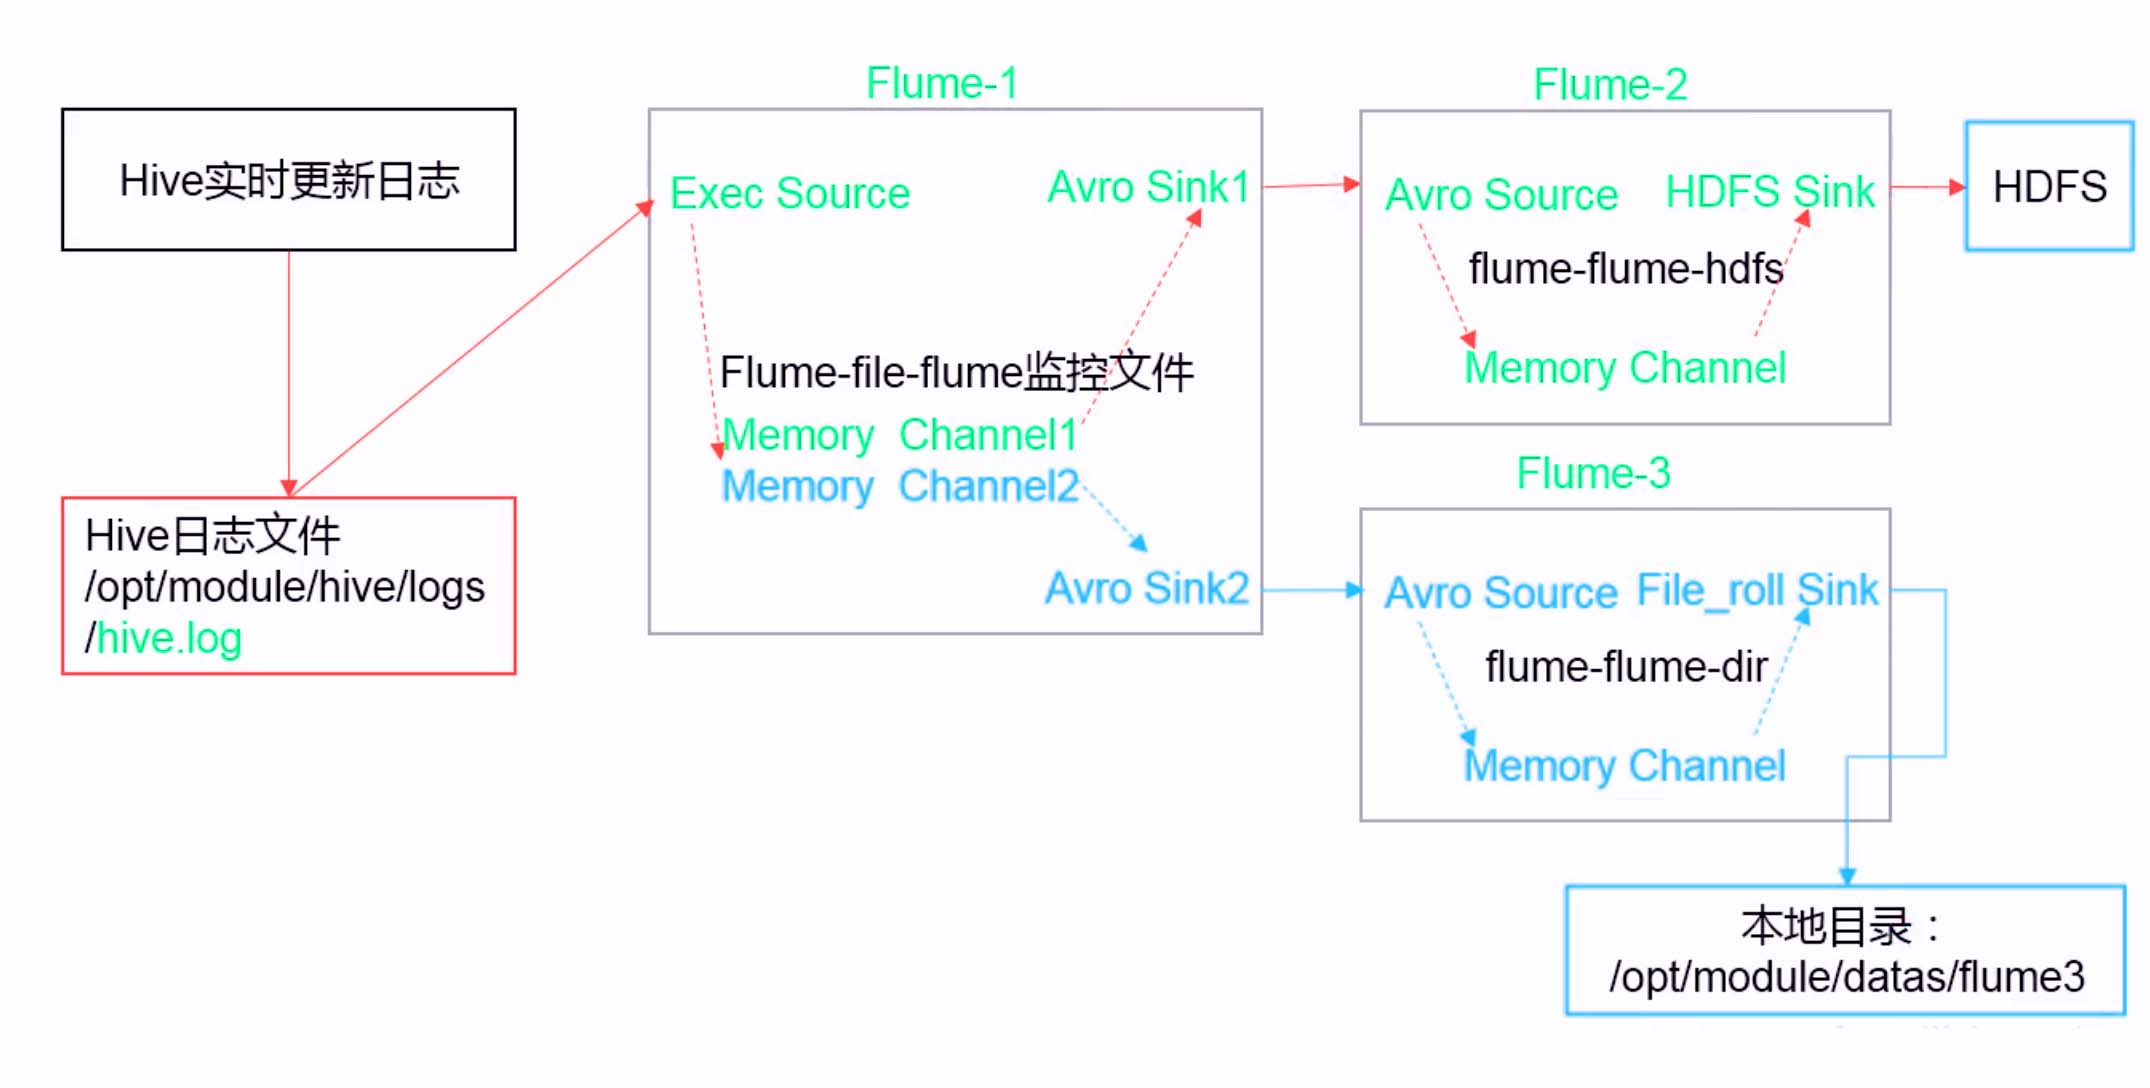 Hive实时更新日志
Hive日志文件
/opt/module/hive/logs
/hive.log
Flume-1
Exec Source
Avro Sink1
Flume-file-flume监控文件
Memory Channel1
Memory Channel2
Avro Sink2
Flume-2
Avro Source
HDFS Sink
flume-flume-hdfs
Memory Channel
HDFS
Flume-3
Avro Source
File_roll Sink
flume-flume-dir
Memory Channel
本地目录：
/opt/module/datas/flume3